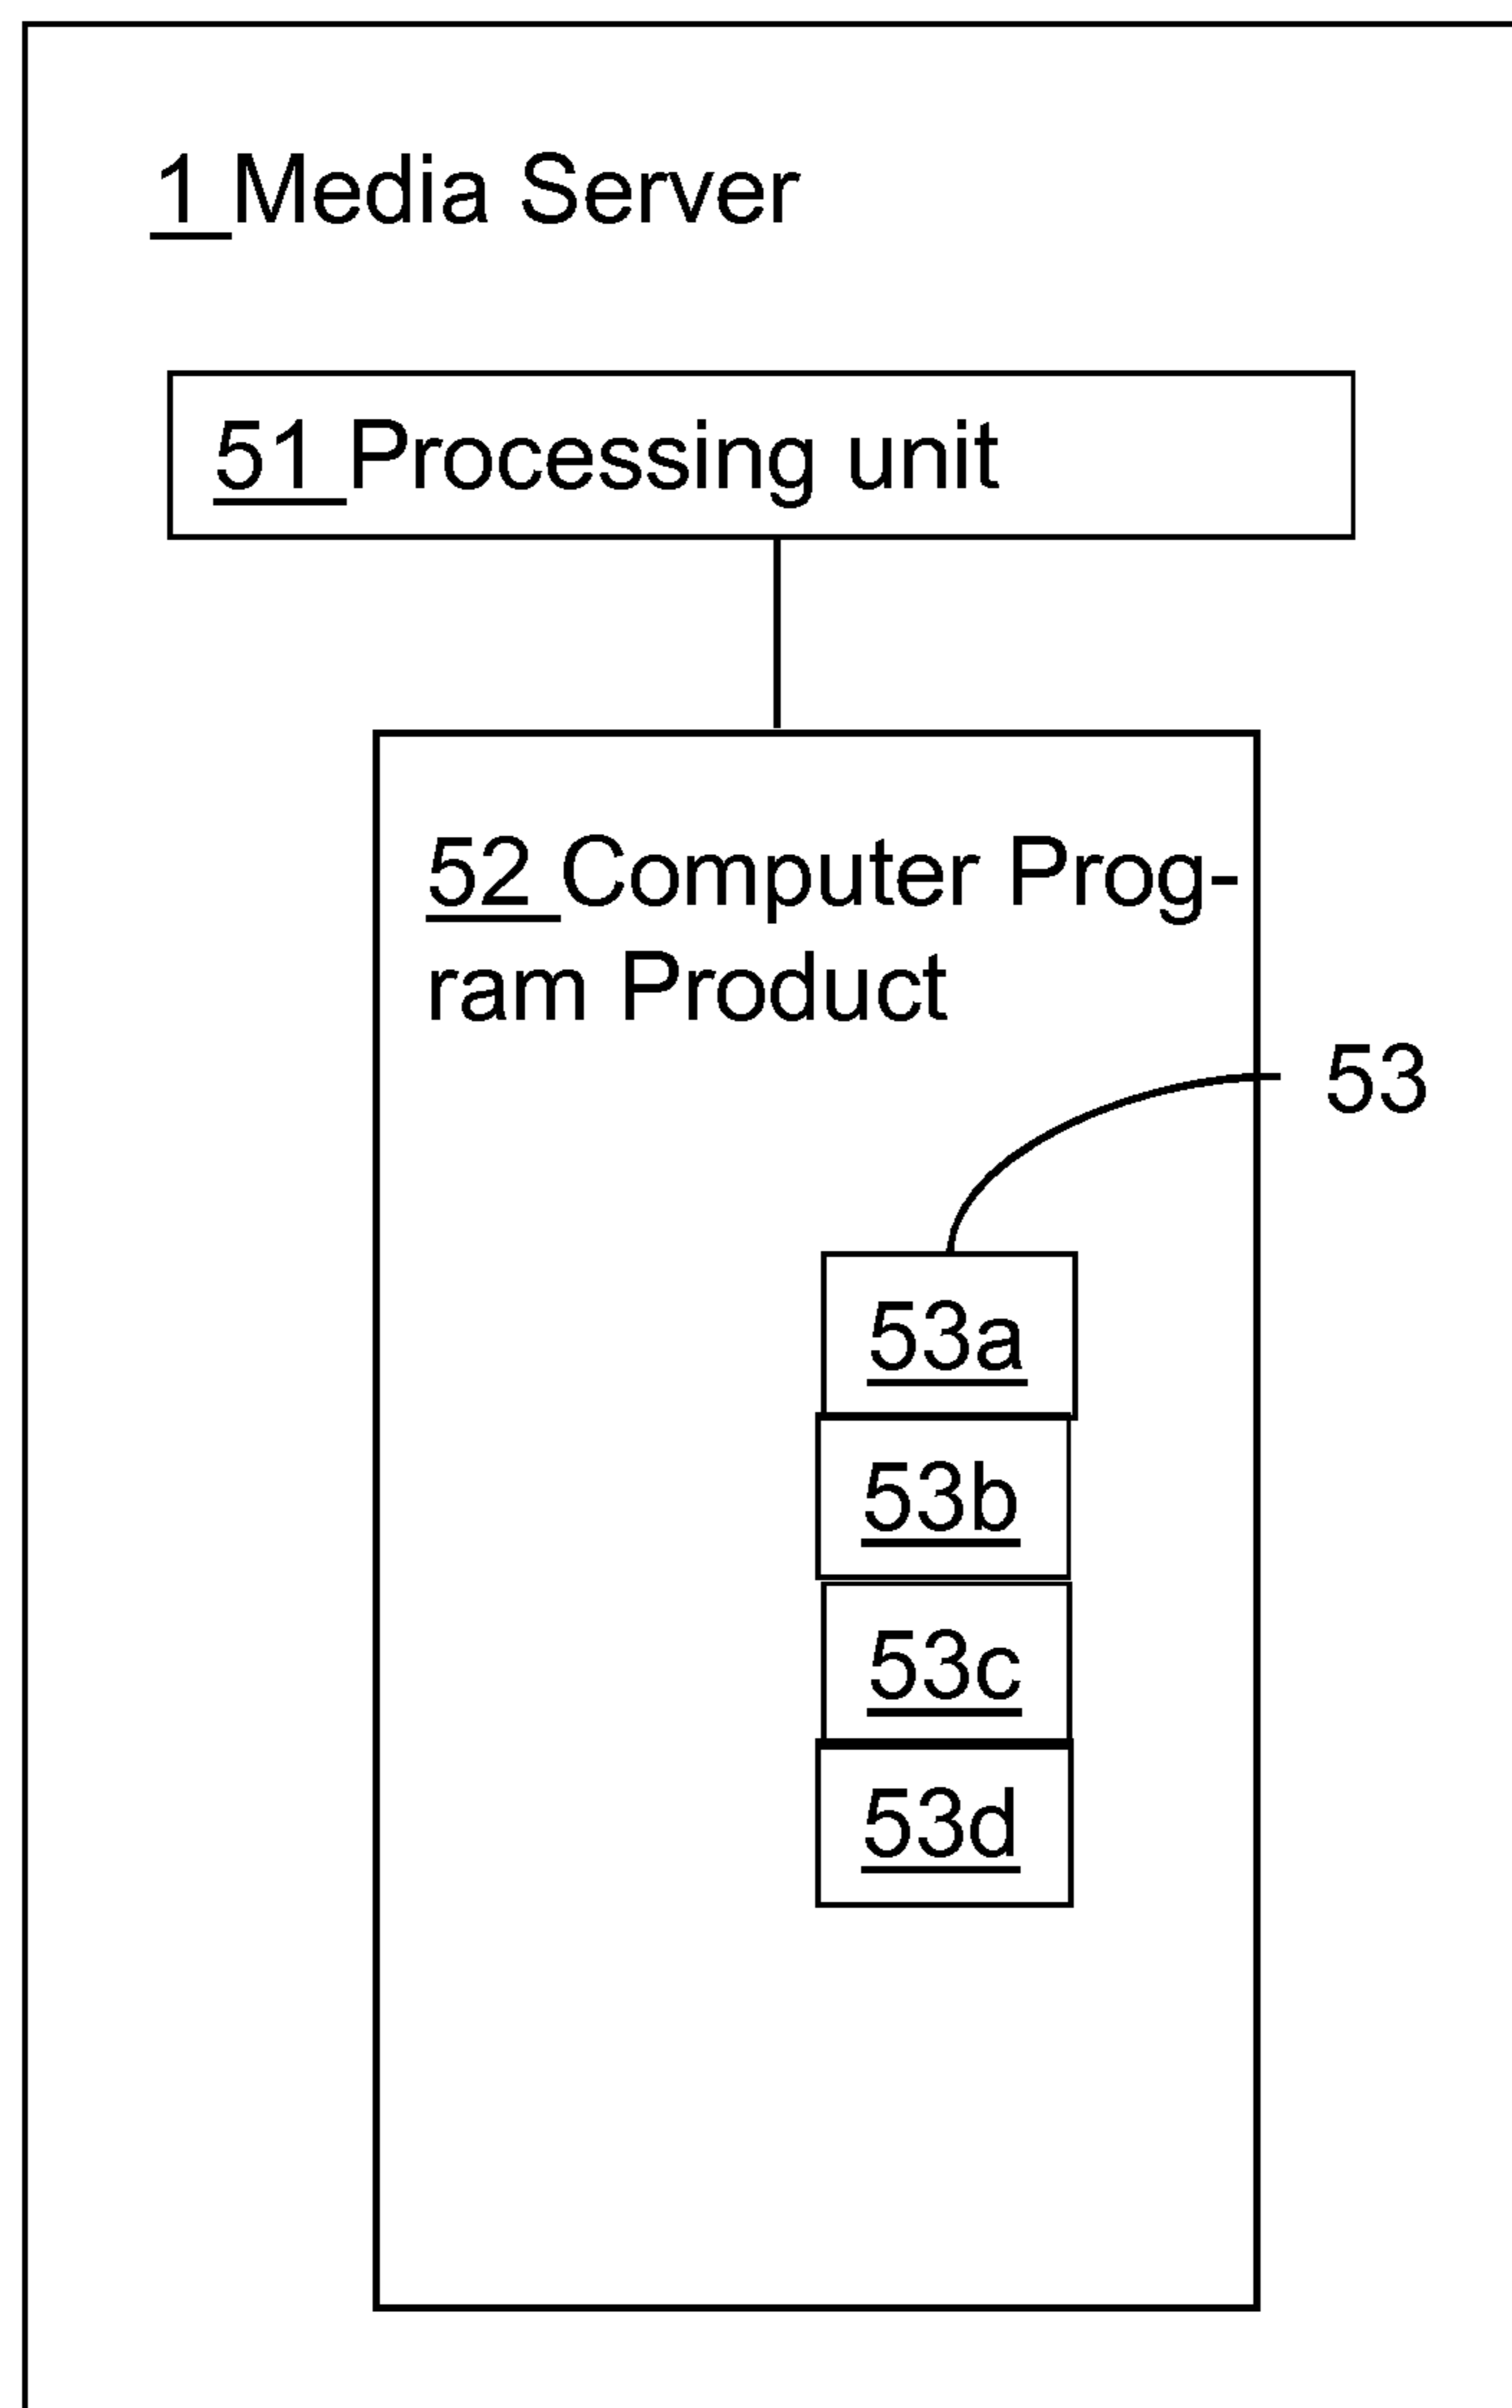 1 Media Server
51 Processing unit
52 Computer Prog-
ram Product
53
53a
53b
53c
53d